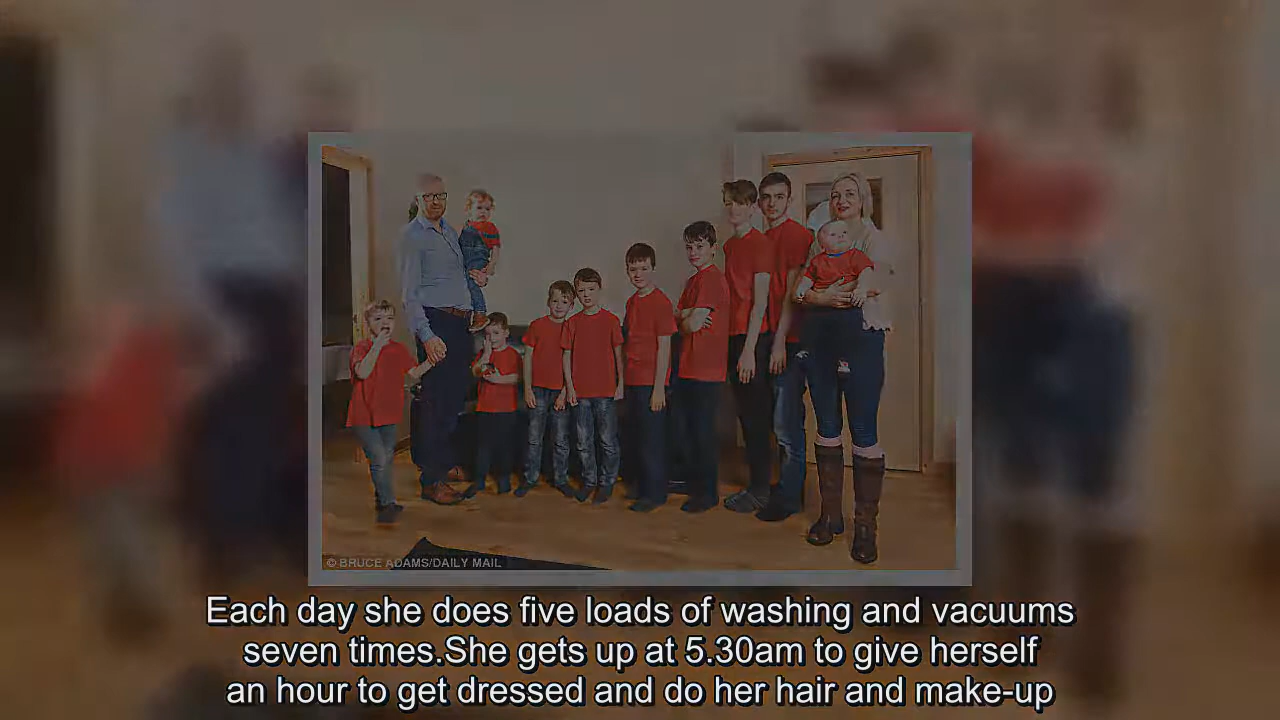 © BRUCE ADAMS/DAILY MAIL
Each day she does five loads of washing and vacuums
seven times.She gets up at 5.30am to give herself
an hour to get dressed and do her hair and make-up